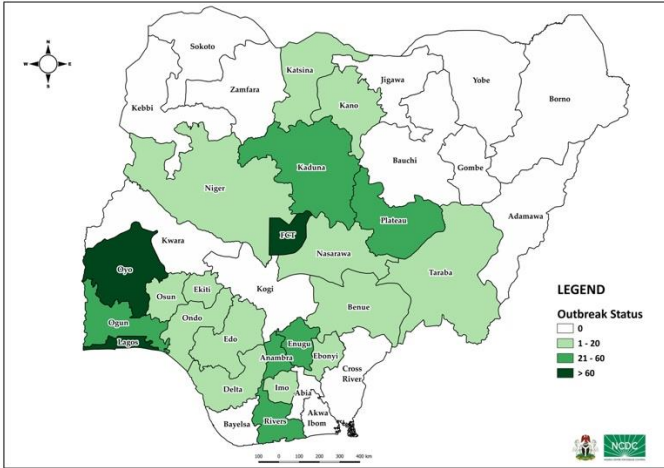 N
W E
S
Sokoto
Katsina
Jigawa
Yobe
Borno
Zamfara
Kebbi
Kano
Bauchi
Gombe
Kaduna
Niger
Adamawa
Plateau
FCT
Kwara
Nasarawa
Taraba
Oyo
Kogi
Osun
Ekiti
Benue
Ogun
Ondo
Edo
Lagos
Enugu
Anambra
Ebonyi
Cross
River
Delta
Imo
Abia
Akwa
Ibom
Rivers
Bayelsa
LEGEND
Outbreak Status
0
1 - 20
21 - 60
> 60
100 0 100 200 300 400 km
NCDC